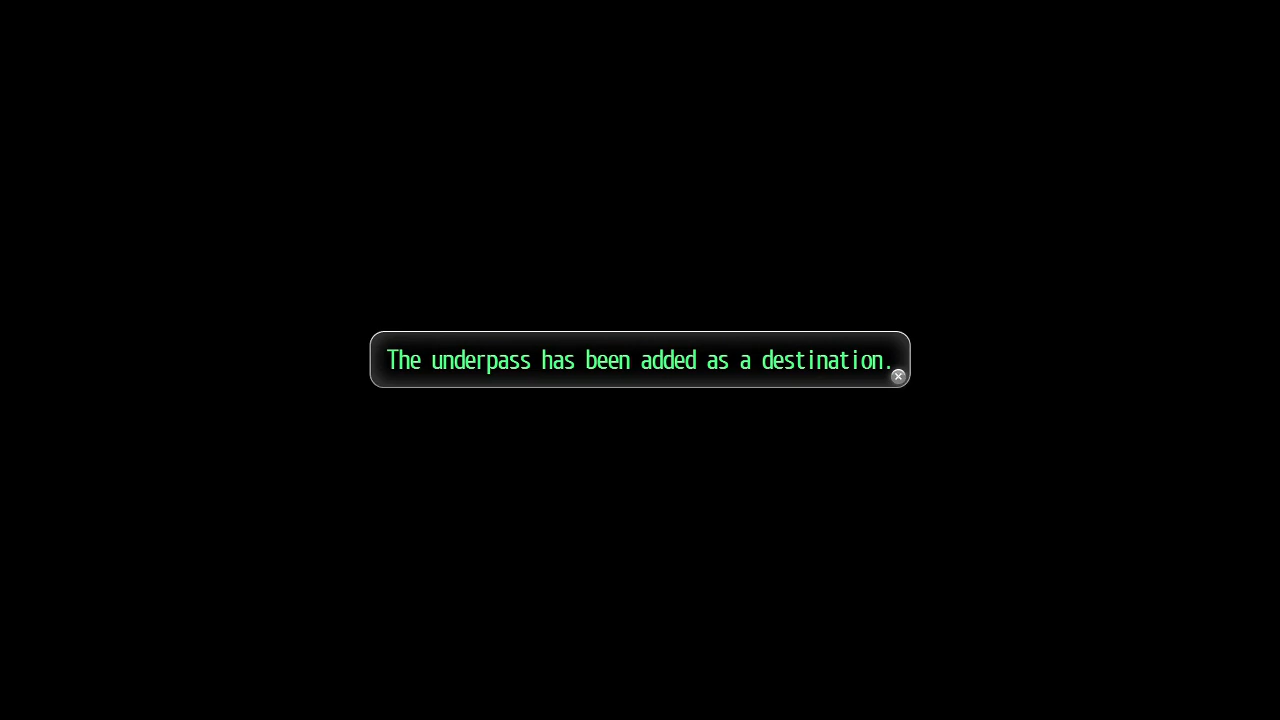 The underpass has been added as a destination.